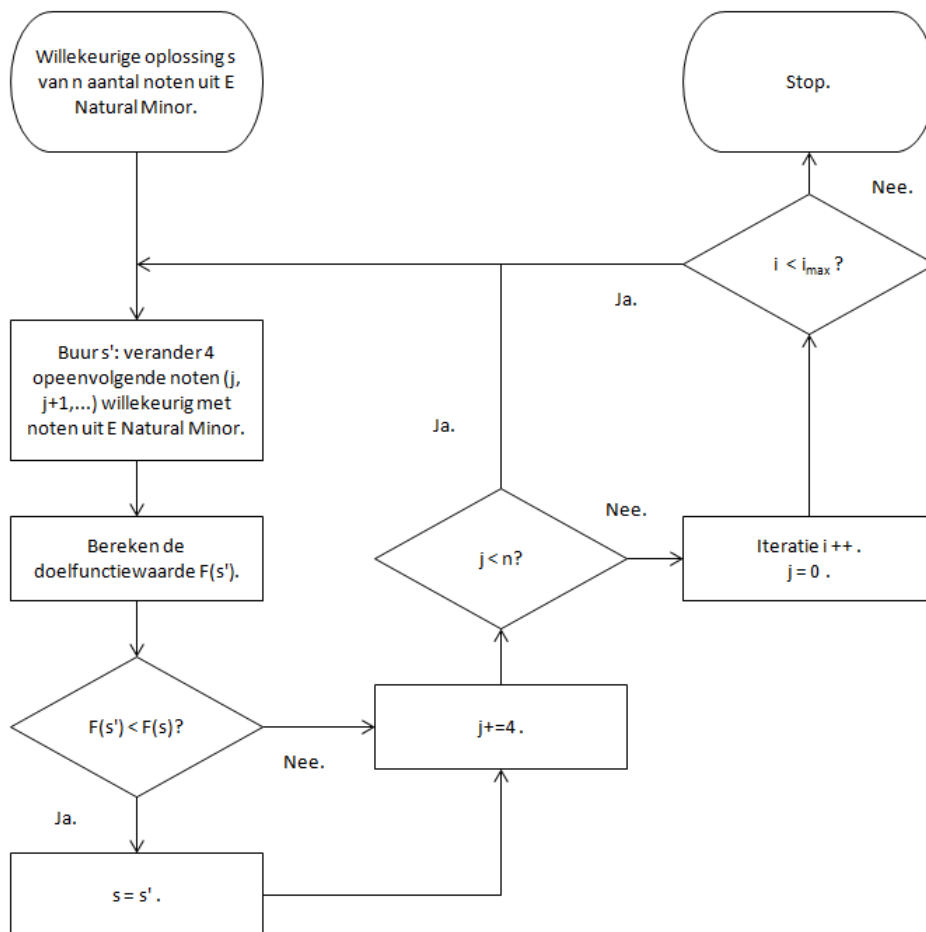 Willekeurige oplossing s
van n aantal noten uit E
Natural Minor.
Stop.
Nee.
i < imax ?
Ja.
Buur s': verander 4
opeenvolgende noten (j,
j+1,...) willekeurig met
noten uit E Natural Minor.
Ja.
Nee.
Bereken de
doelfunctiewaarde F(s').
j < n?
Iteratie i ++ .
j = 0 .
F(s') < F(s)?
Nee.
j+=4 .
Ja.
s = s' .